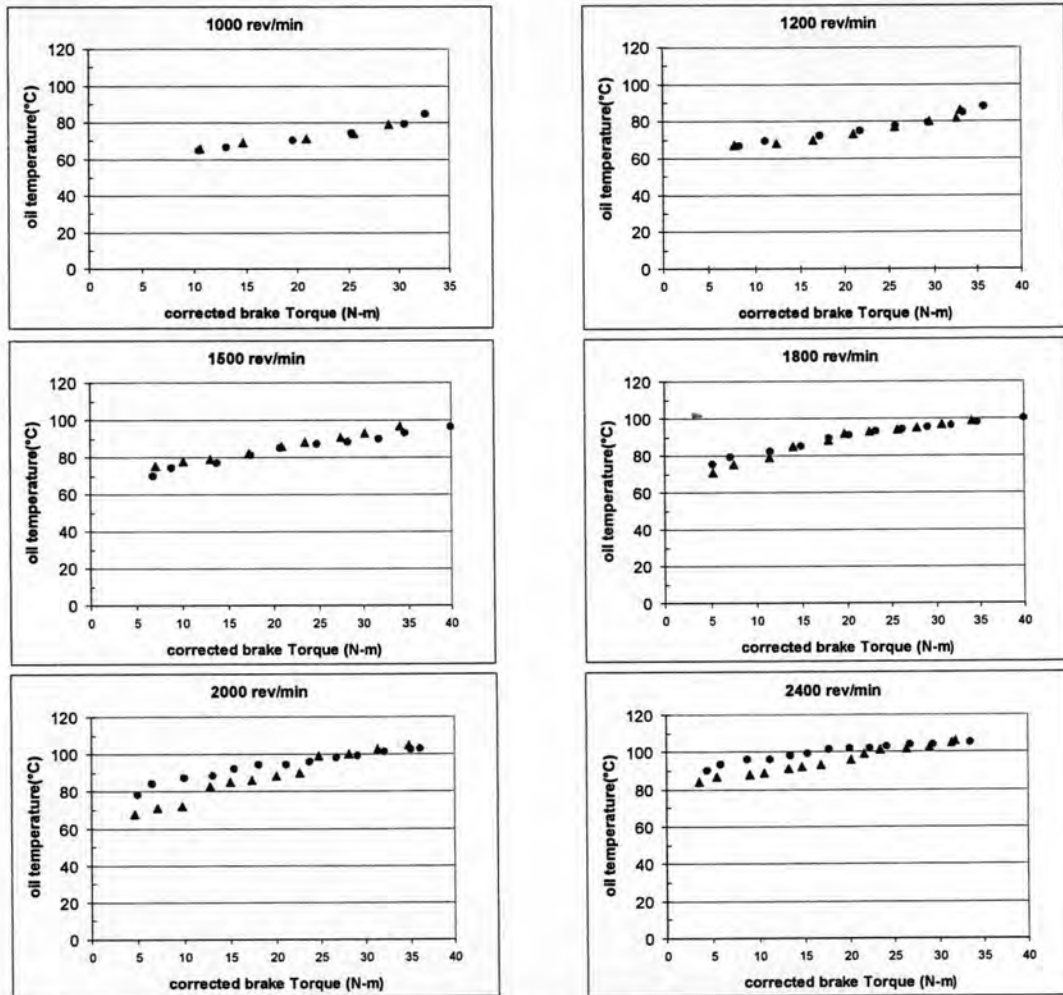 1000 rev/min
120
100
80
60
40
20
0
oil temperature(°C)
0 5 10 15 20 25 30 35
corrected brake Torque (N-m)
1200 rev/min
120
100
80
60
40
20
0
oil temperature(°C)
0 5 10 15 20 25 30 35 40
corrected brake Torque (N-m)
1500 rev/min
120
100
80
60
40
20
0
oil temperature(°C)
0 5 10 15 20 25 30 35 40
corrected brake Torque (N-m)
1800 rev/min
120
100
80
60
40
20
0
oil temperature(°C)
0 5 10 15 20 25 30 35 40
corrected brake Torque (N-m)
2000 rev/min
120
100
80
60
40
20
0
oil temperature(°C)
0 5 10 15 20 25 30 35 40
corrected brake Torque (N-m)
2400 rev/min
120
100
80
60
40
20
0
oil temperature(°C)
0 5 10 15 20 25 30 35 40
corrected brake Torque (N-m)